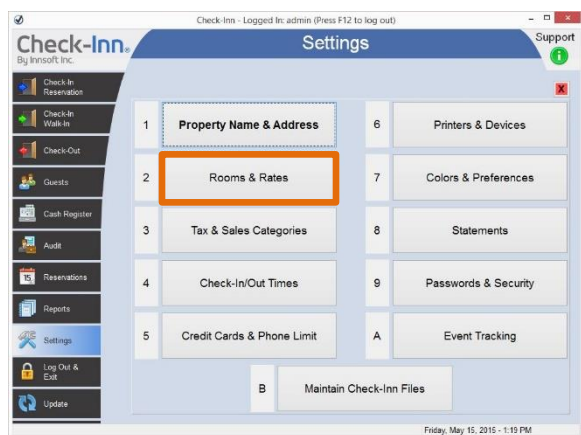 Check-Inn - Logged In: admin (Press F12 to log out)
Check-Inn®
By Innsoft Inc.
Settings
Support
Check-In
Reservation
Check-In
Walk-In
Check-Out
Guests
Cash Register
Audit
15
Reservations
Reports
Settings
Log Out &
Exit
Update
X
1 Property Name & Address
6 Printers & Devices
2 Rooms & Rates
7 Colors & Preferences
3 Tax & Sales Categories
8 Statements
4 Check-In/Out Times
9 Passwords & Security
5 Credit Cards & Phone Limit
A Event Tracking
B Maintain Check-Inn Files
Friday, May 15, 2015 - 1:19 PM